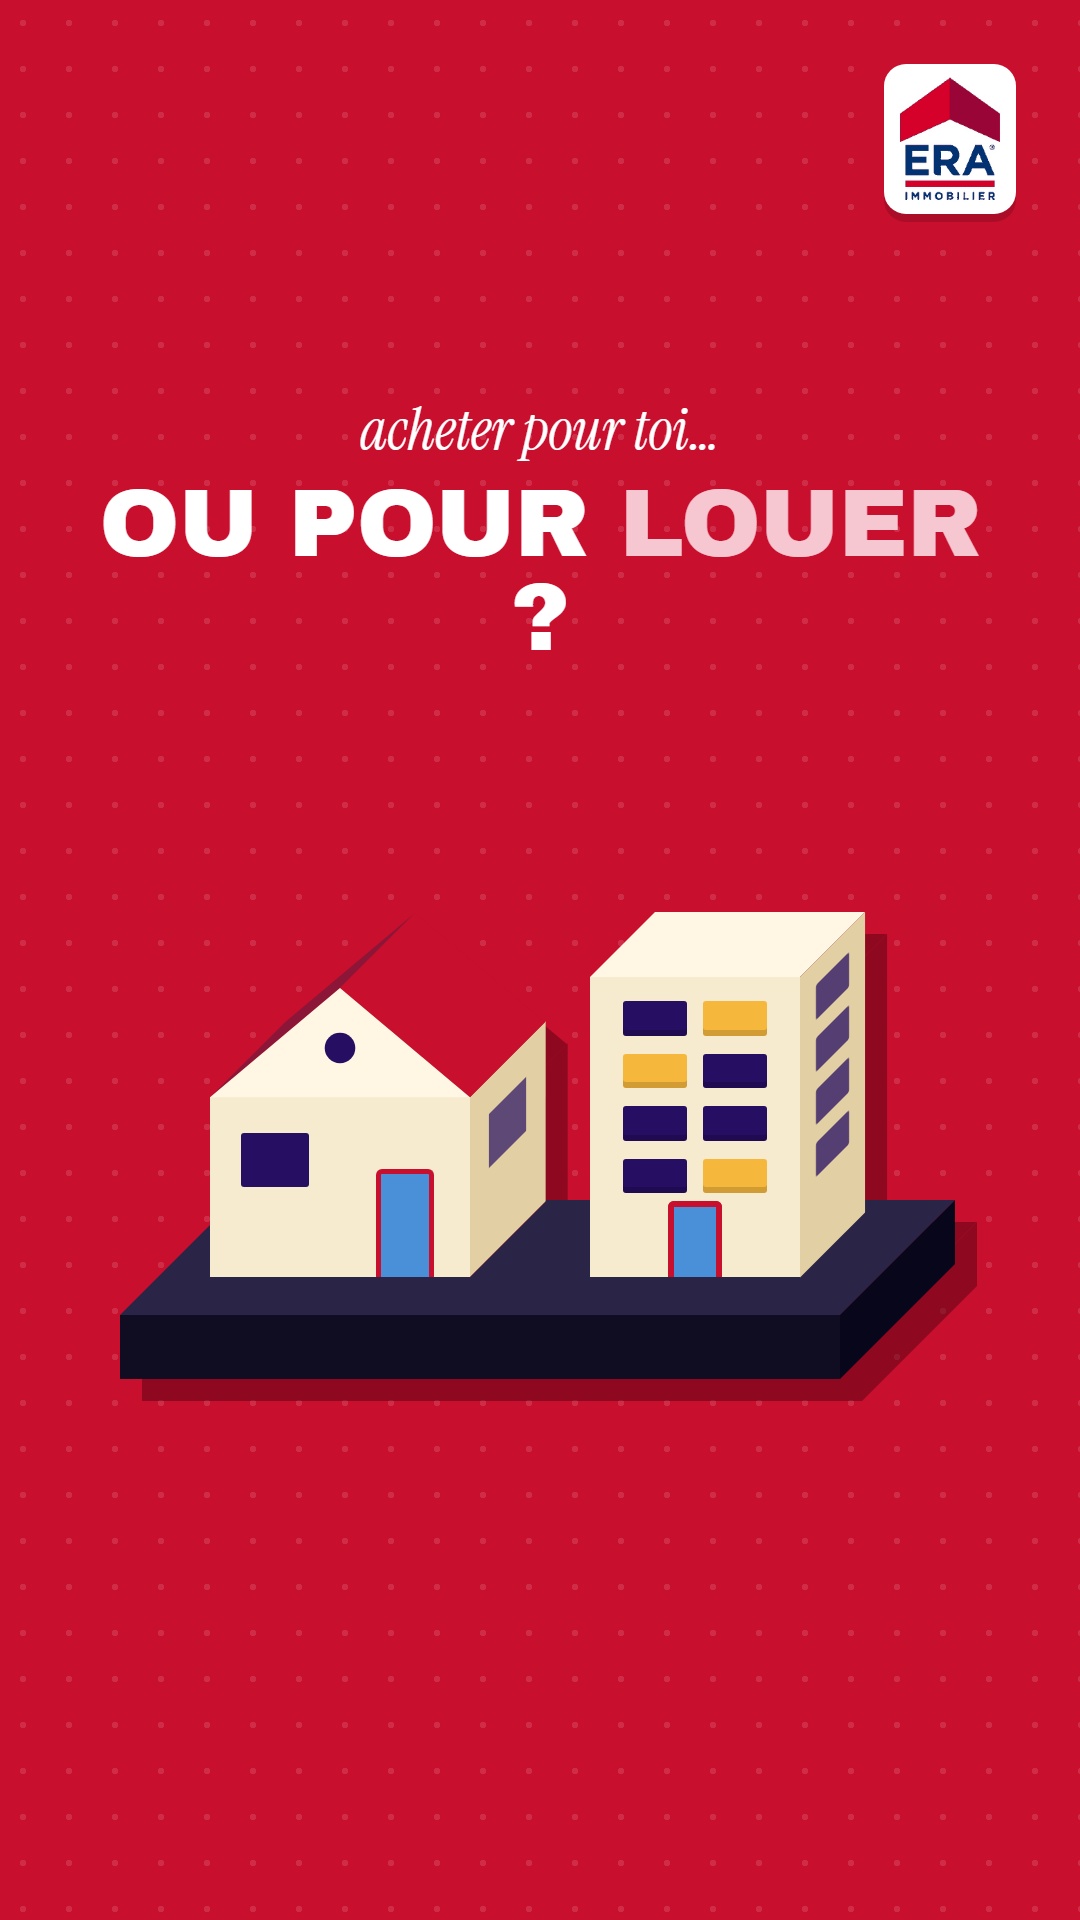 ERA®
IMMOBILIER
acheter pour toi...
OU POUR LOUER
?